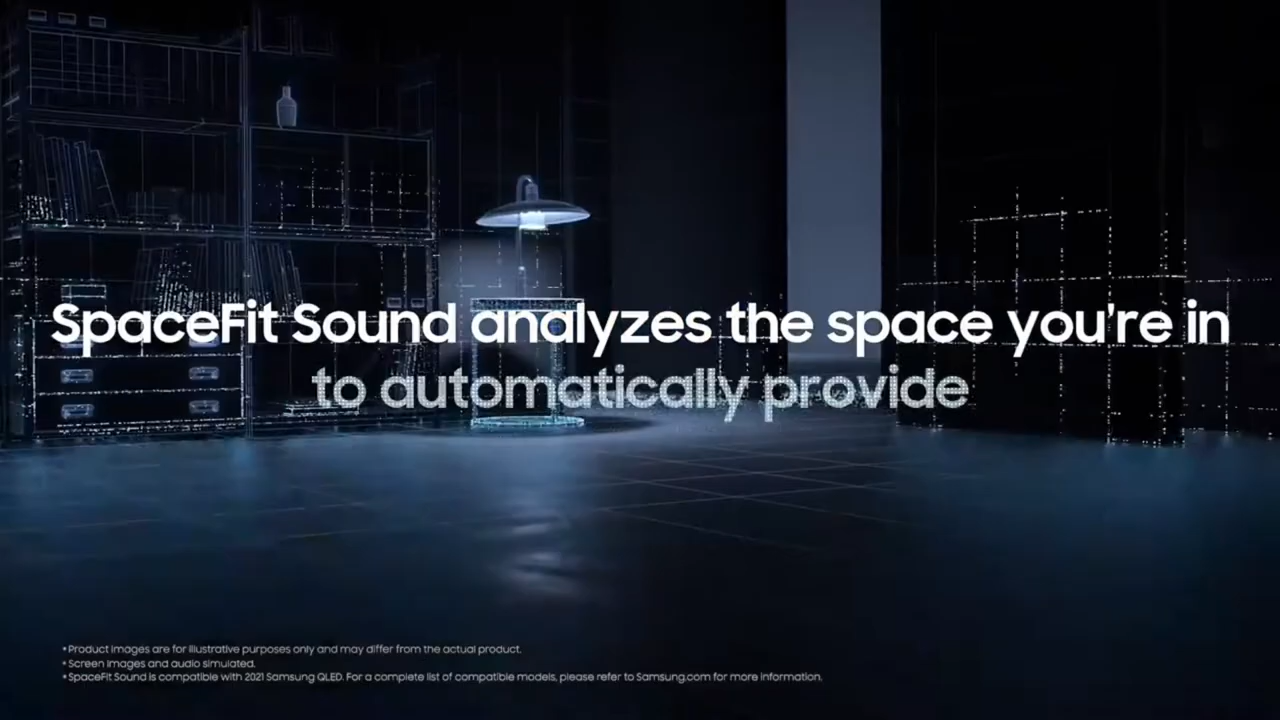 SpaceFit Sound analyzes the space you're in
to automatically provide
*Product images are for illustrative purposes only and may differ from the actual product.
*Screen images and audio simulated.
*SpaceFit Sound is compatible with 2021 Samsung QLED. For a complete list of compatible models, please refer to Samsung.com for more information.